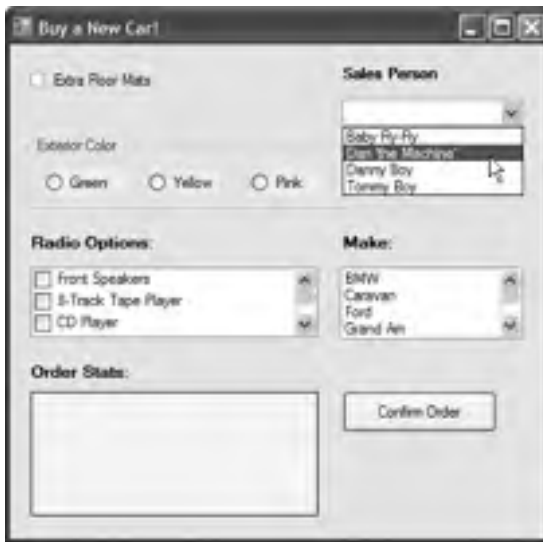 Buy a New Car!
Extra Floor Mats
Sales Person
Baby Ry-Ry
Dan 'the Machine'
Danny Boy
Tommy Boy
Exterior Color
Green
Yellow
Pink
Radio Options:
Front Speakers
8-Track Tape Player
CD Player
Make:
BMW
Caravan
Ford
Grand Am
Order Stats:
Confirm Order